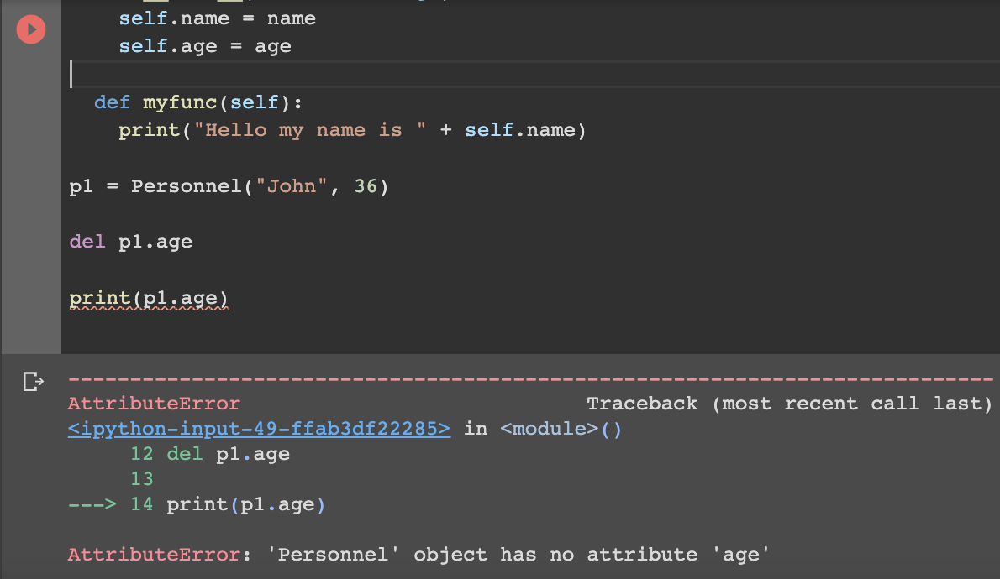 self.name = name
self.age = age
def myfunc(self):
print("Hello my name is " + self.name)
p1 = Personnel("John", 36)
del p1.age
print(p1.age)
--------------------------------------------------------------------------- 
AttributeError Traceback (most recent call last)
<ipython-input-49-ffab3df22285> in <module>()
12 del p1.age
13
---> 14 print(p1.age)
AttributeError: 'Personnel' object has no attribute 'age'